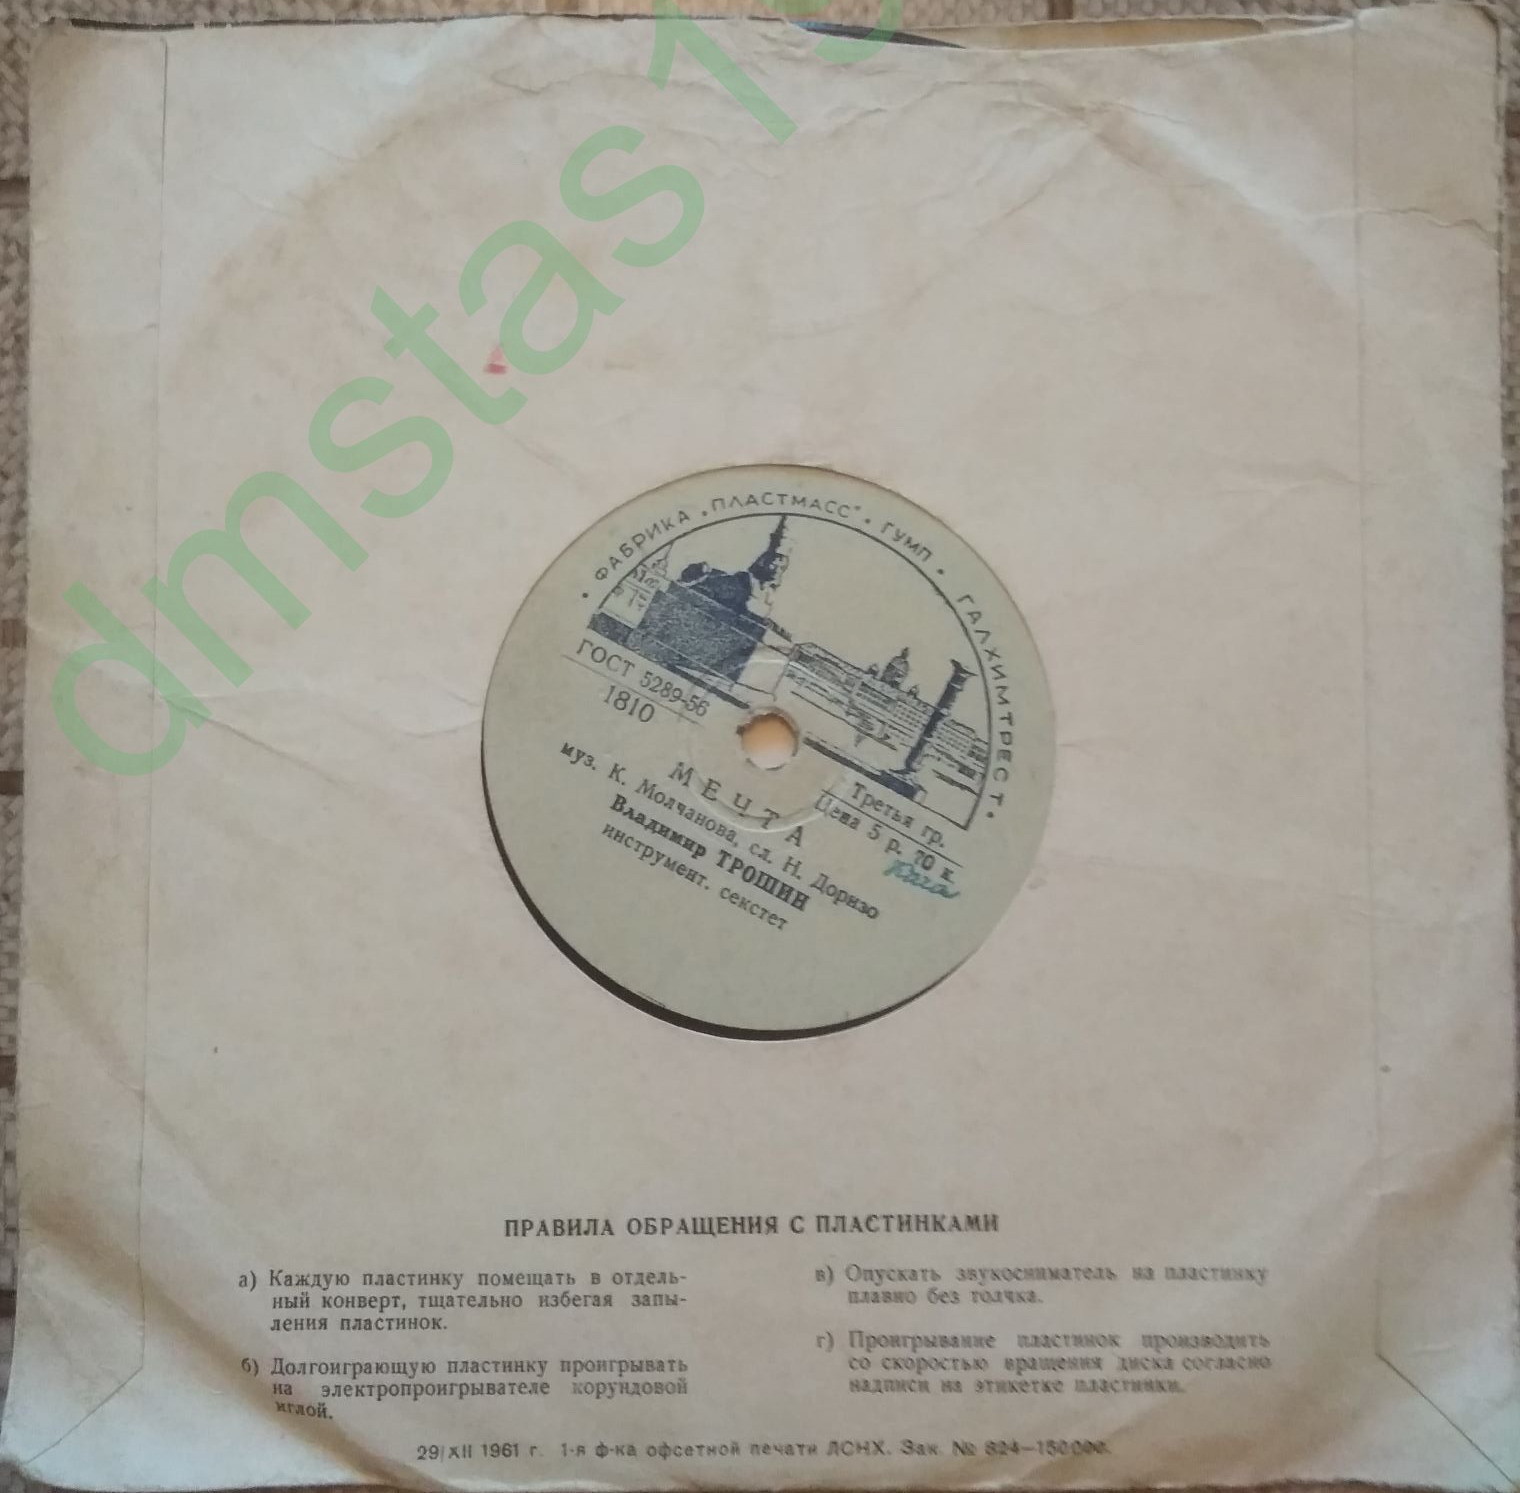 dmstas19
• ФАБРИКА „ПЛАСТМАСС" • ГУМП • ГАЛХИМТРЕСТ •
ГОСТ 5289-56
1810
Третья гр.
Цена 5 р. 70 к.
МЕЧТА
муз. К. Молчанова, сл. Н. Доризо
Владимир ТРОШИН
инструмент. секстет
ПРАВИЛА ОБРАЩЕНИЯ С ПЛАСТИНКАМИ
а) Каждую пластинку помещать в отдель-
ный конверт, тщательно избегая запы-
ления пластинок.
б) Долгоиграющую пластинку проигрывать
на электропроигрывателе корундовой
иглой.
в) Опускать звукосниматель на пластинку
плавно без толчка.
г) Проигрывание пластинок производить
со скоростью вращения диска согласно
надписи на этикетке пластинки.
29/XII 1961 г. 1-я ф-ка офсетной печати ЛСНХ. Зак. № 824—150000.